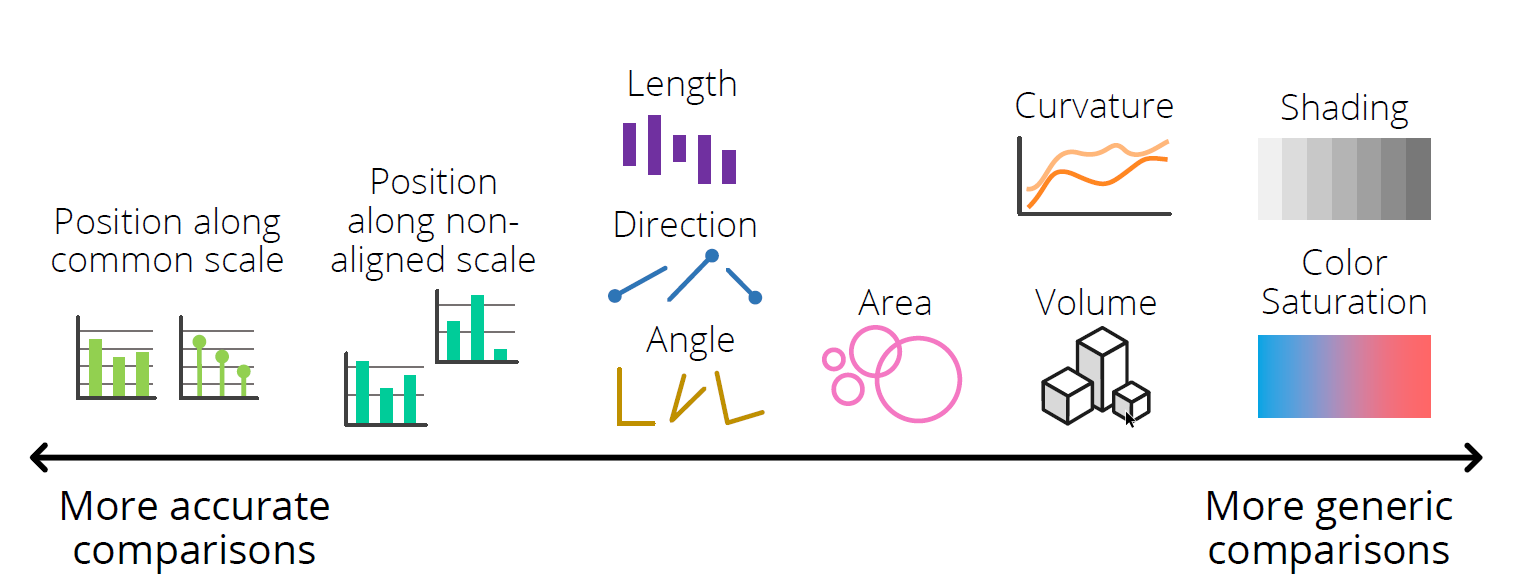 Position along
common scale
Position
along non-
aligned scale
Length
Direction
Angle
Area
Curvature
Volume
Shading
Color
Saturation
More accurate
comparisons
More generic
comparisons